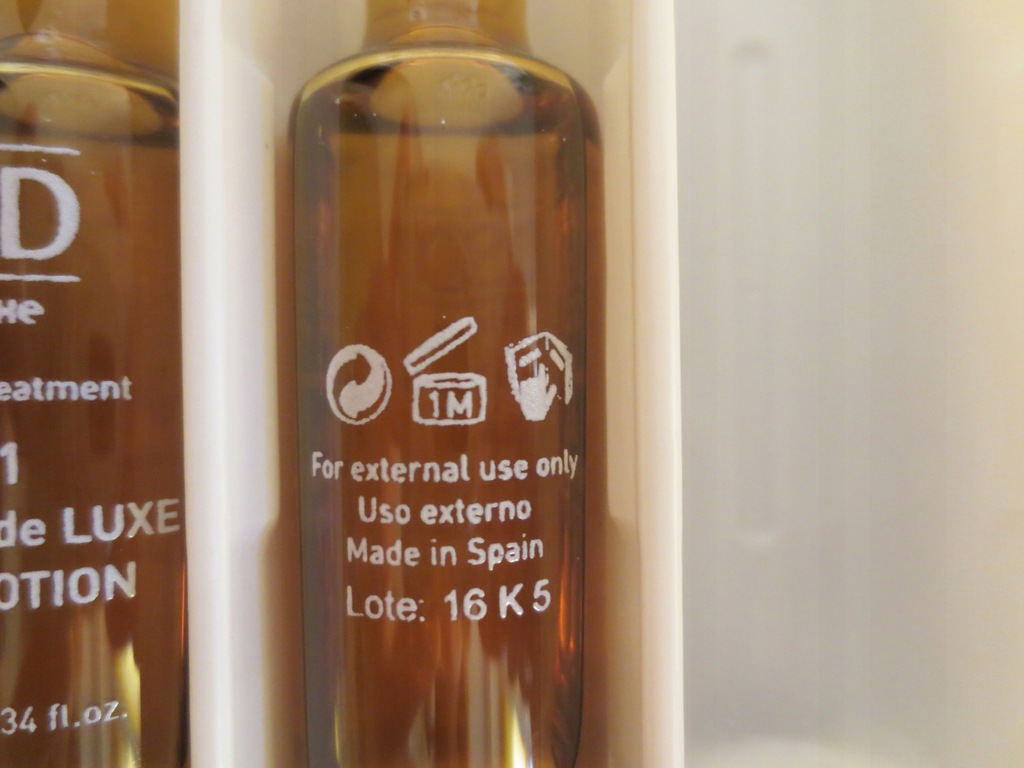 D
eatment
1
de LUXE
OTION
34 fl.oz.
1M
For external use only
Uso externo
Made in Spain
Lote: 16 K 5